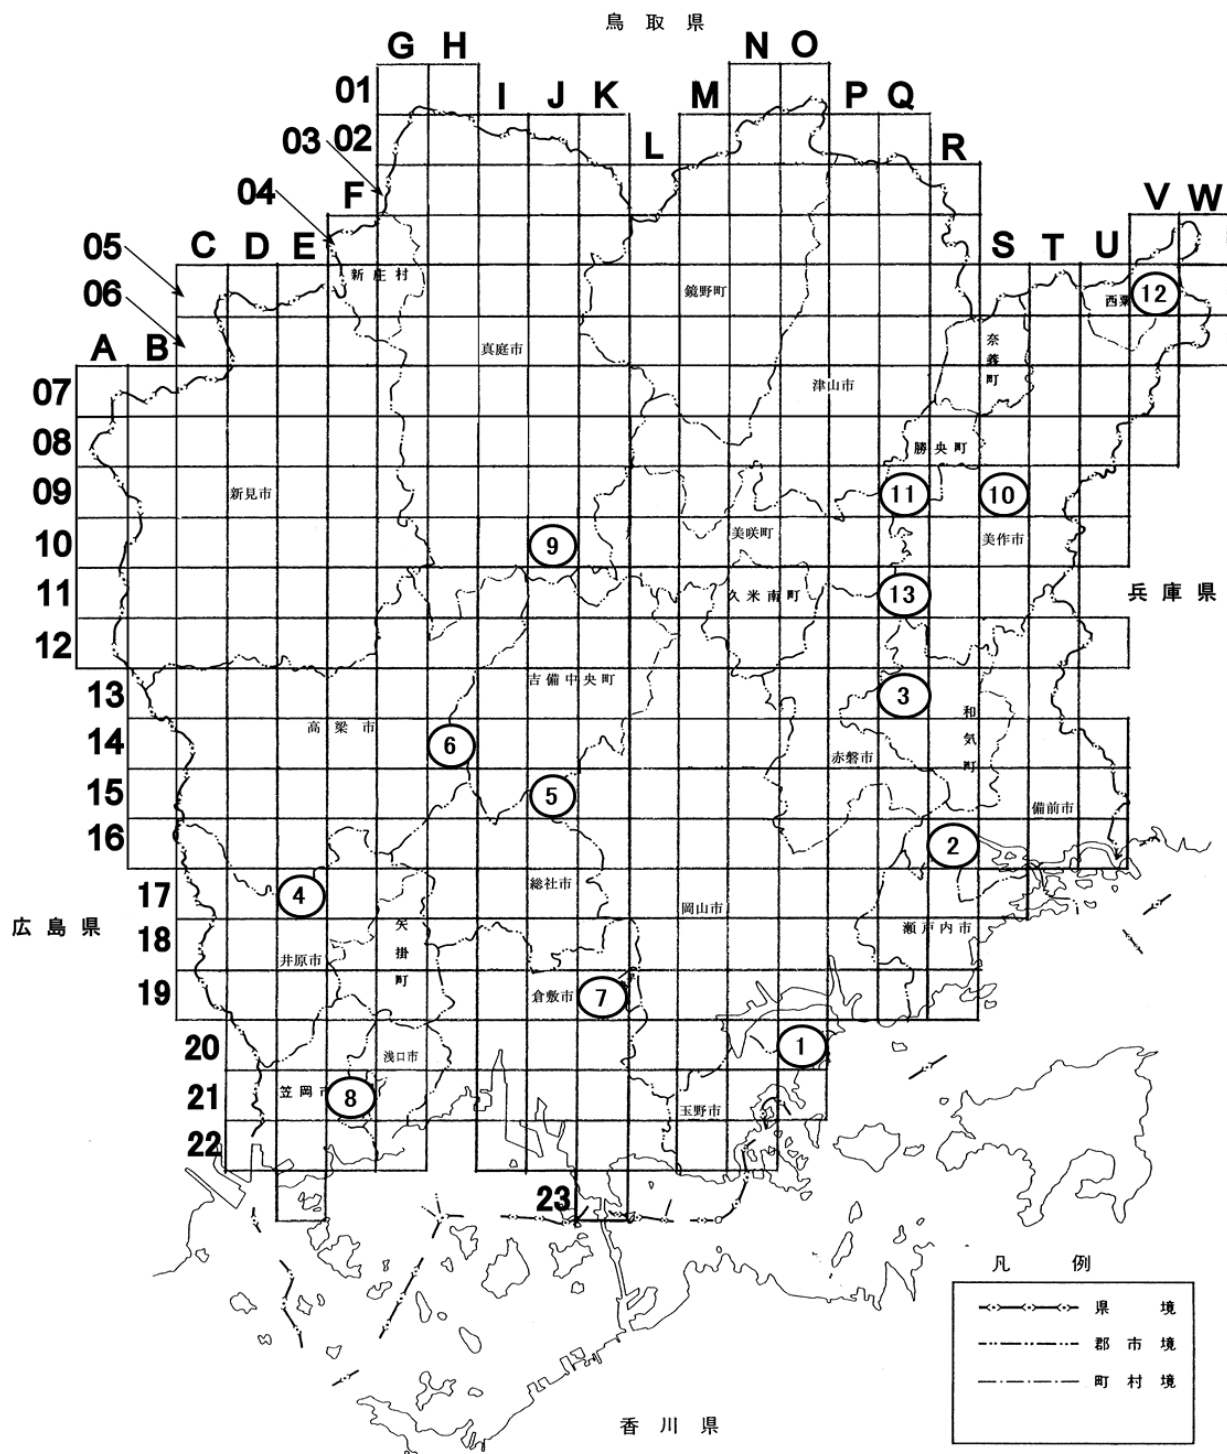 鳥取県
G H N O
01 I J K M P Q
03 02 L R
04 F V W
05 C D E 新庄村 S T U
06 鏡野町 西粟 12
A B 真庭市 奈義町
07 津山市
08 勝央町
09 新見市 11 10
10 9 美咲町 美作市
11 久米南町 13 兵庫県
12
13 吉備中央町 3 和気町
14 高梁市 6 赤磐市
15 5 備前市
16 2
17 4 総社市 岡山市
広島県
18 矢掛町 瀬戸内市
井原市
19 倉敷市 7
20 浅口市 1
21 笠岡市 8 玉野市
22
23
凡例
県境
郡市境
町村境
香川県